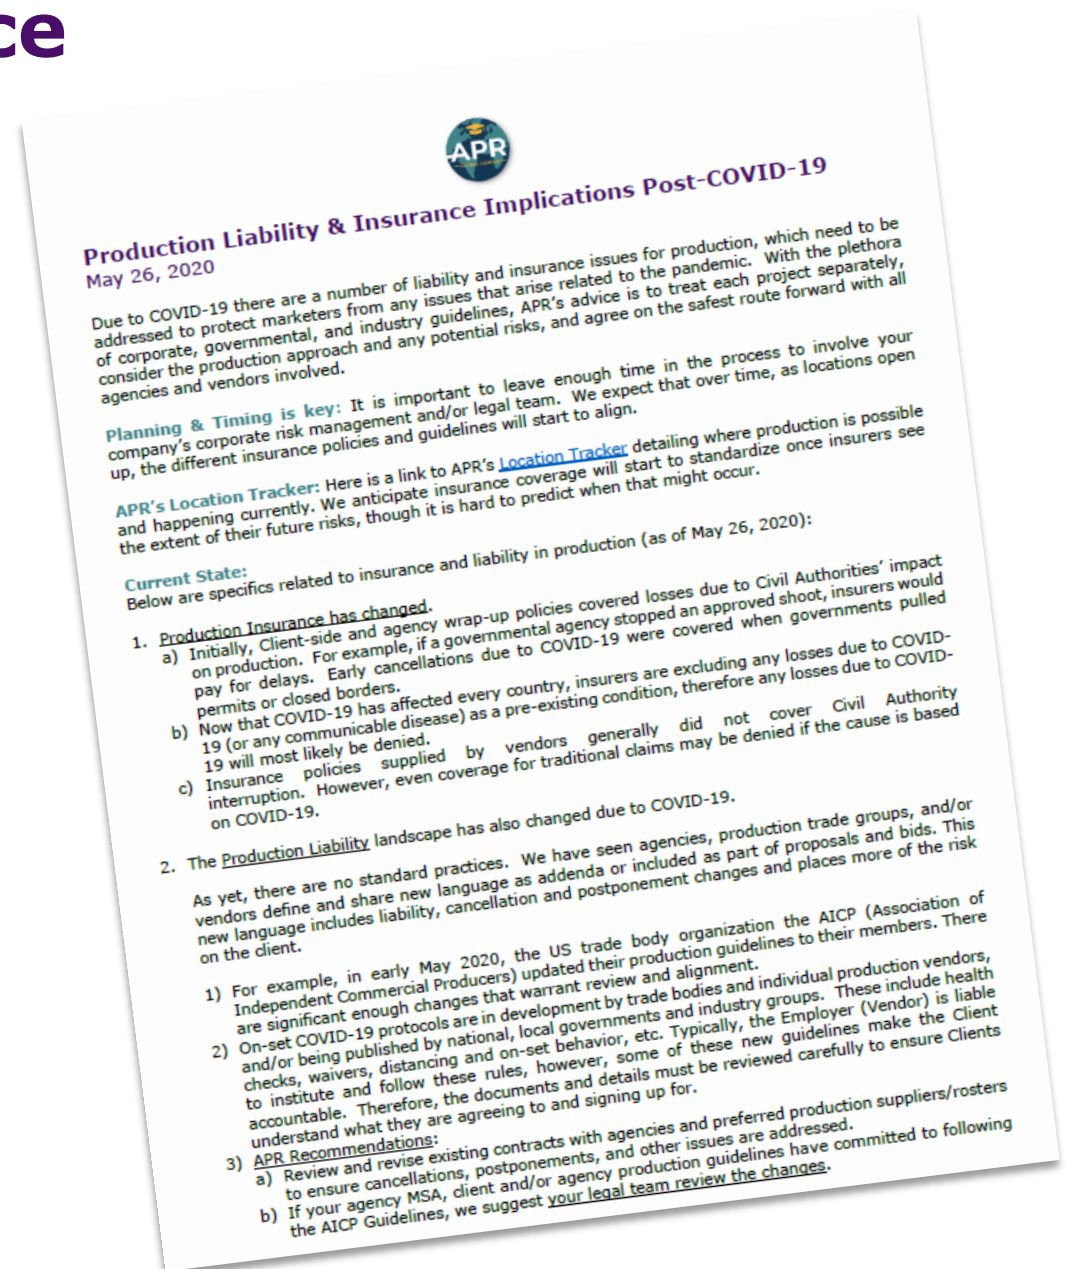 ce
APR
Production Liability & Insurance Implications Post-COVID-19
May 26, 2020
Due to COVID-19 there are a number of liability and insurance issues for production, which need to be
addressed to protect marketers from any issues that arise related to the pandemic. With the plethora
of corporate, governmental, and industry guidelines, APR's advice is to treat each project separately,
consider the production approach and any potential risks, and agree on the safest route forward with all
agencies and vendors involved.
Planning & Timing is key: It is important to leave enough time in the process to involve your
company's corporate risk management and/or legal team. We expect that over time, as locations open
up, the different insurance policies and guidelines will start to align.
APR's Location Tracker: Here is a link to APR's Location Tracker detailing where production is possible
and happening currently. We anticipate insurance coverage will start to standardize once insurers see
the extent of their future risks, though it is hard to predict when that might occur.
Current State:
Below are specifics related to insurance and liability in production (as of May 26, 2020):
1. Production Insurance has changed.
a) Initially, Client-side and agency wrap-up policies covered losses due to Civil Authorities' impact
on production. For example, if a governmental agency stopped an approved shoot, insurers would
pay for delays. Early cancellations due to COVID-19 were covered when governments pulled
permits or closed borders.
b) Now that COVID-19 has affected every country, insurers are excluding any losses due to COVID-
19 (or any communicable disease) as a pre-existing condition, therefore any losses due to COVID-
19 will most likely be denied.
c) Insurance policies supplied by vendors generally did not cover Civil Authority
interruption. However, even coverage for traditional claims may be denied if the cause is based
on COVID-19.
2. The Production Liability landscape has also changed due to COVID-19.
As yet, there are no standard practices. We have seen agencies, production trade groups, and/or
vendors define and share new language as addenda or included as part of proposals and bids. This
new language includes liability, cancellation and postponement changes and places more of the risk
on the client.
1) For example, in early May 2020, the US trade body organization the AICP (Association of
Independent Commercial Producers) updated their production guidelines to their members. There
are significant enough changes that warrant review and alignment.
2) On-set COVID-19 protocols are in development by trade bodies and individual production vendors,
and/or being published by national, local governments and industry groups. These include health
checks, waivers, distancing and on-set behavior, etc. Typically, the Employer (Vendor) is liable
to institute and follow these rules, however, some of these new guidelines make the Client
accountable. Therefore, the documents and details must be reviewed carefully to ensure Clients
understand what they are agreeing to and signing up for.
3) APR Recommendations:
a) Review and revise existing contracts with agencies and preferred production suppliers/rosters
to ensure cancellations, postponements, and other issues are addressed.
b) If your agency MSA, client and/or agency production guidelines have committed to following
the AICP Guidelines, we suggest your legal team review the changes.